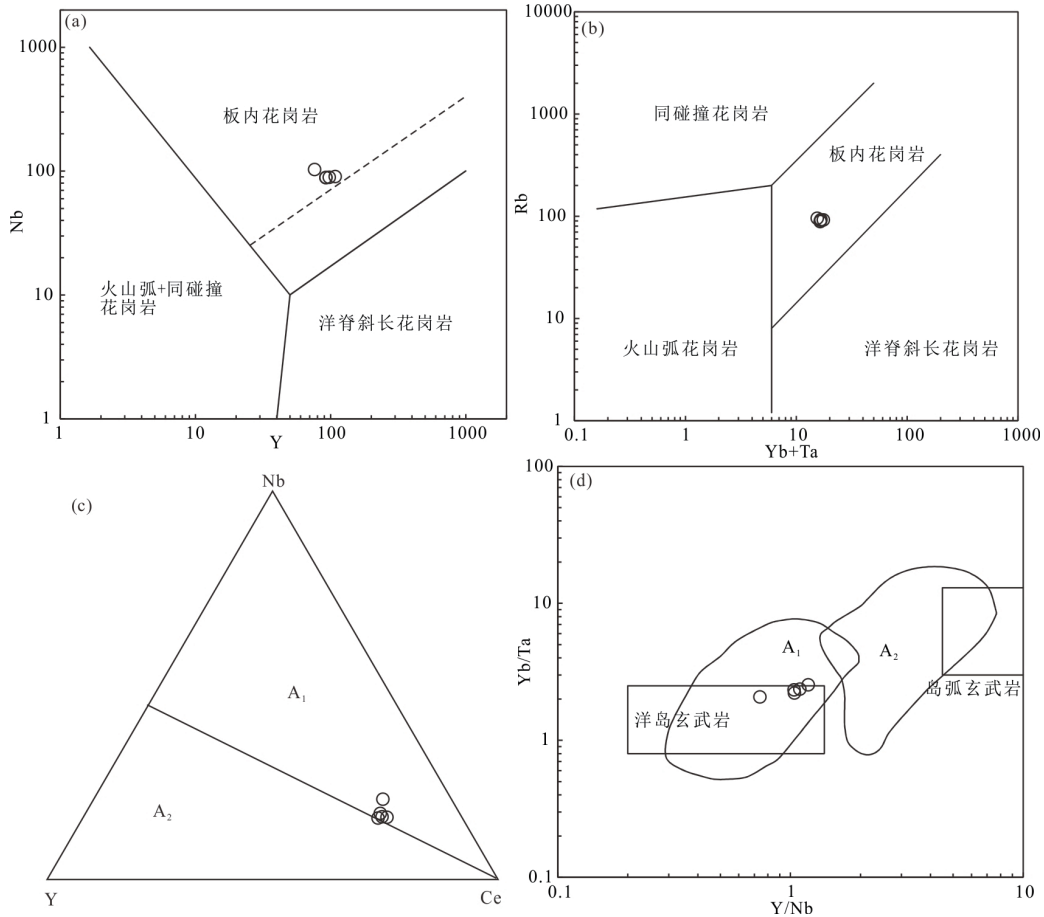 (a)
1000
100
10
1
Nb
板内花岗岩
火山弧+同碰撞
花岗岩
洋脊斜长花岗岩
1
10
100
1000
Y
(b)
10000
1000
100
10
1
Rb
同碰撞花岗岩
板内花岗岩
火山弧花岗岩
洋脊斜长花岗岩
0.1
1
10
100
1000
Yb+Ta
(c)
Nb
A₁
A₂
Y
Ce
(d)
100
10
1
0.1
Yb/Ta
A₁
A₂
洋岛玄武岩
岛弧玄武岩
0.1
1
10
Y/Nb